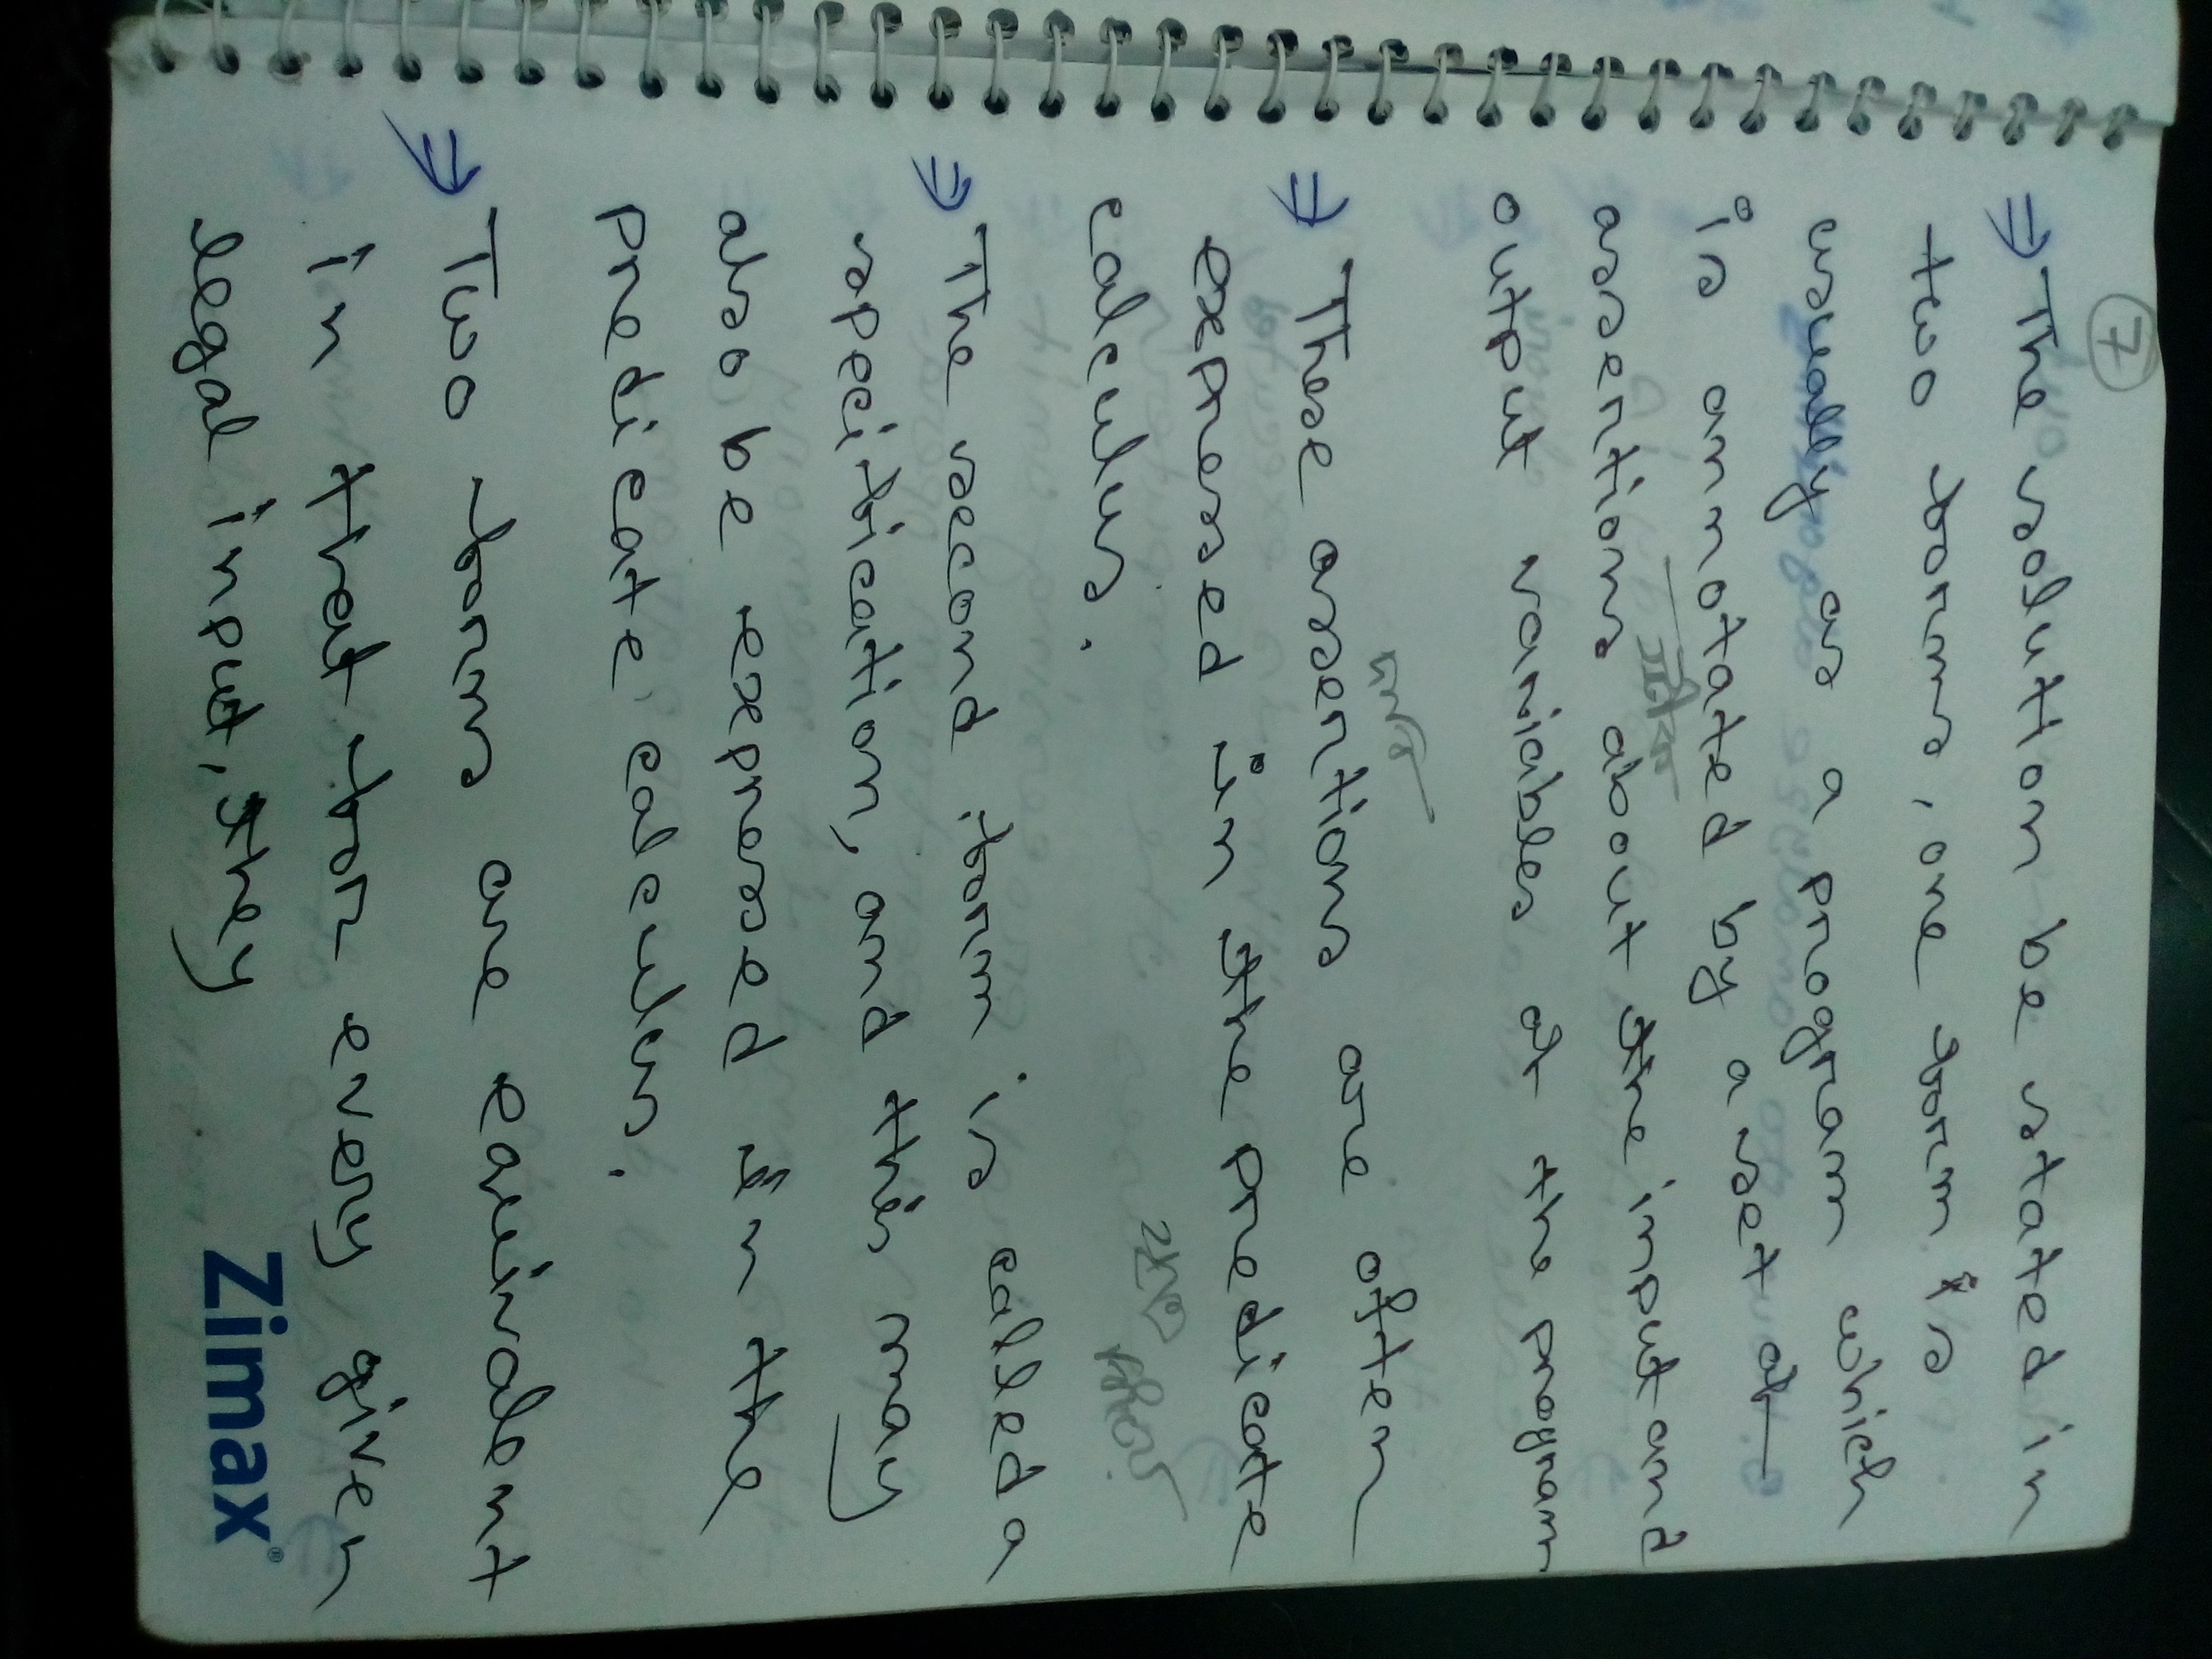 7
⇒ The solution be stated in
two forms, one form is
usually as a program which
is annotated by a set of
assertions about the input and
output variables of the program
⇒ These assertions are often
expressed in the predicate
calculus.
⇒ The second form is called a
specification, and this may
also be expressed in the
predicate calculus.
⇒ Two forms are equivalent
in that for every given
legal input, they
Zimax®